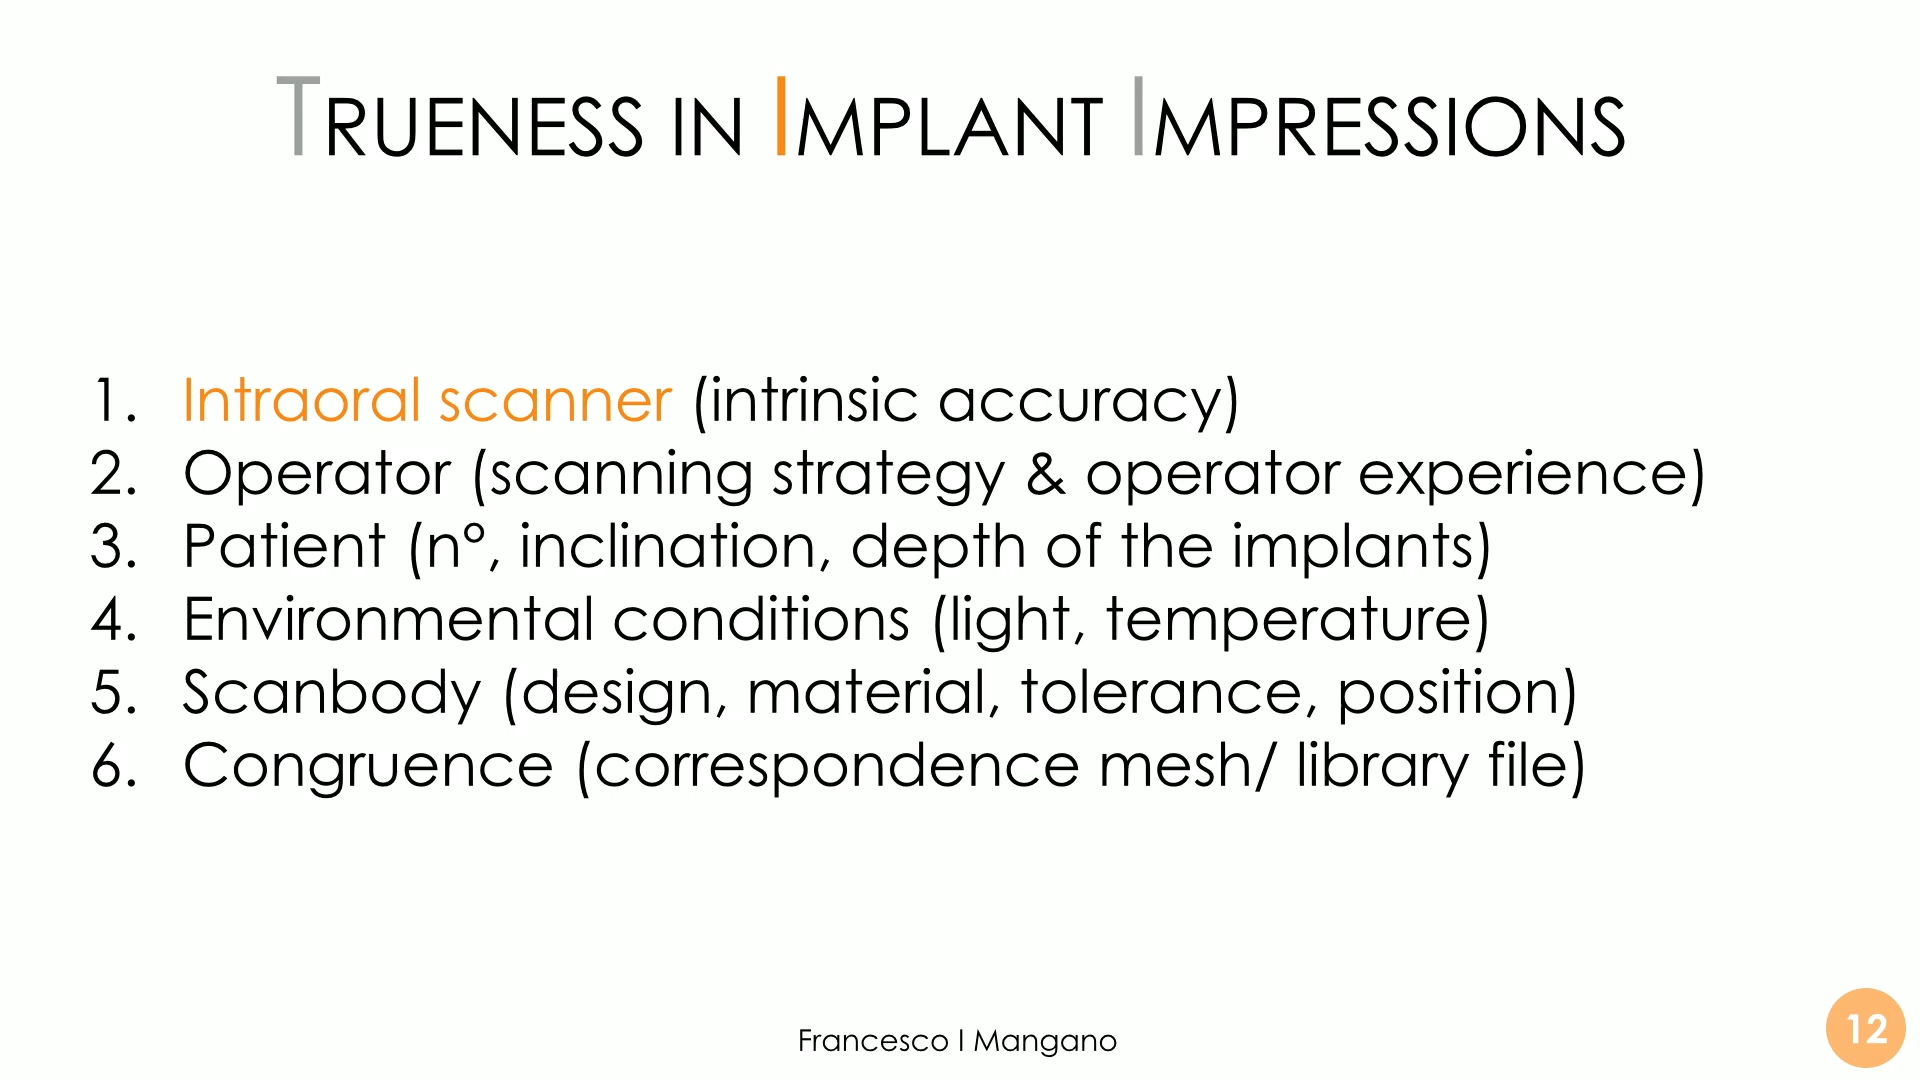 TRUENESS IN IMPLANT IMPRESSIONS
1. Intraoral scanner (intrinsic accuracy)
2. Operator (scanning strategy & operator experience)
3. Patient (n°, inclination, depth of the implants)
4. Environmental conditions (light, temperature)
5. Scanbody (design, material, tolerance, position)
6. Congruence (correspondence mesh/ library file)
Francesco I Mangano
12